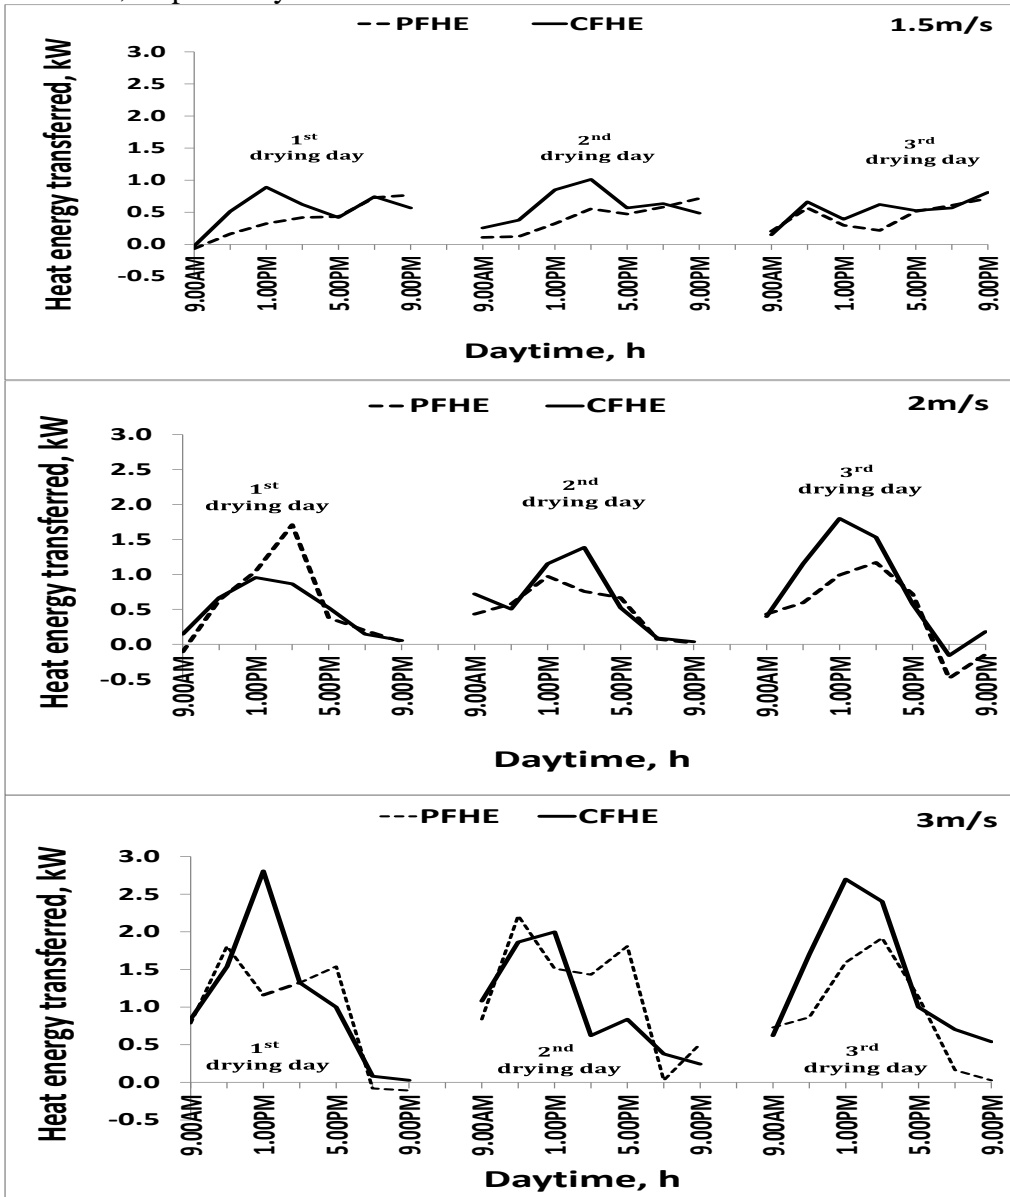 PFHE CFHE 1.5m/s
Heat energy transferred, kW
3.0
2.5
2.0
1.5
1.0
0.5
0.0
-0.5
1st
drying day
2nd
drying day
3rd
drying day
9.00AM 1.00PM 5.00PM 9.00PM 9.00AM 1.00PM 5.00PM 9.00PM 9.00AM 1.00PM 5.00PM 9.00PM
Daytime, h
PFHE CFHE 2m/s
Heat energy transferred, kW
3.0
2.5
2.0
1.5
1.0
0.5
0.0
-0.5
1st
drying day
2nd
drying day
3rd
drying day
9.00AM 1.00PM 5.00PM 9.00PM 9.00AM 1.00PM 5.00PM 9.00PM 9.00AM 1.00PM 5.00PM 9.00PM
Daytime, h
PFHE CFHE 3m/s
Heat energy transferred, kW
3.0
2.5
2.0
1.5
1.0
0.5
0.0
-0.5
1st
drying day
2nd
drying day
3rd
drying day
9.00AM 1.00PM 5.00PM 9.00PM 9.00AM 1.00PM 5.00PM 9.00PM 9.00AM 1.00PM 5.00PM 9.00PM
Daytime, h